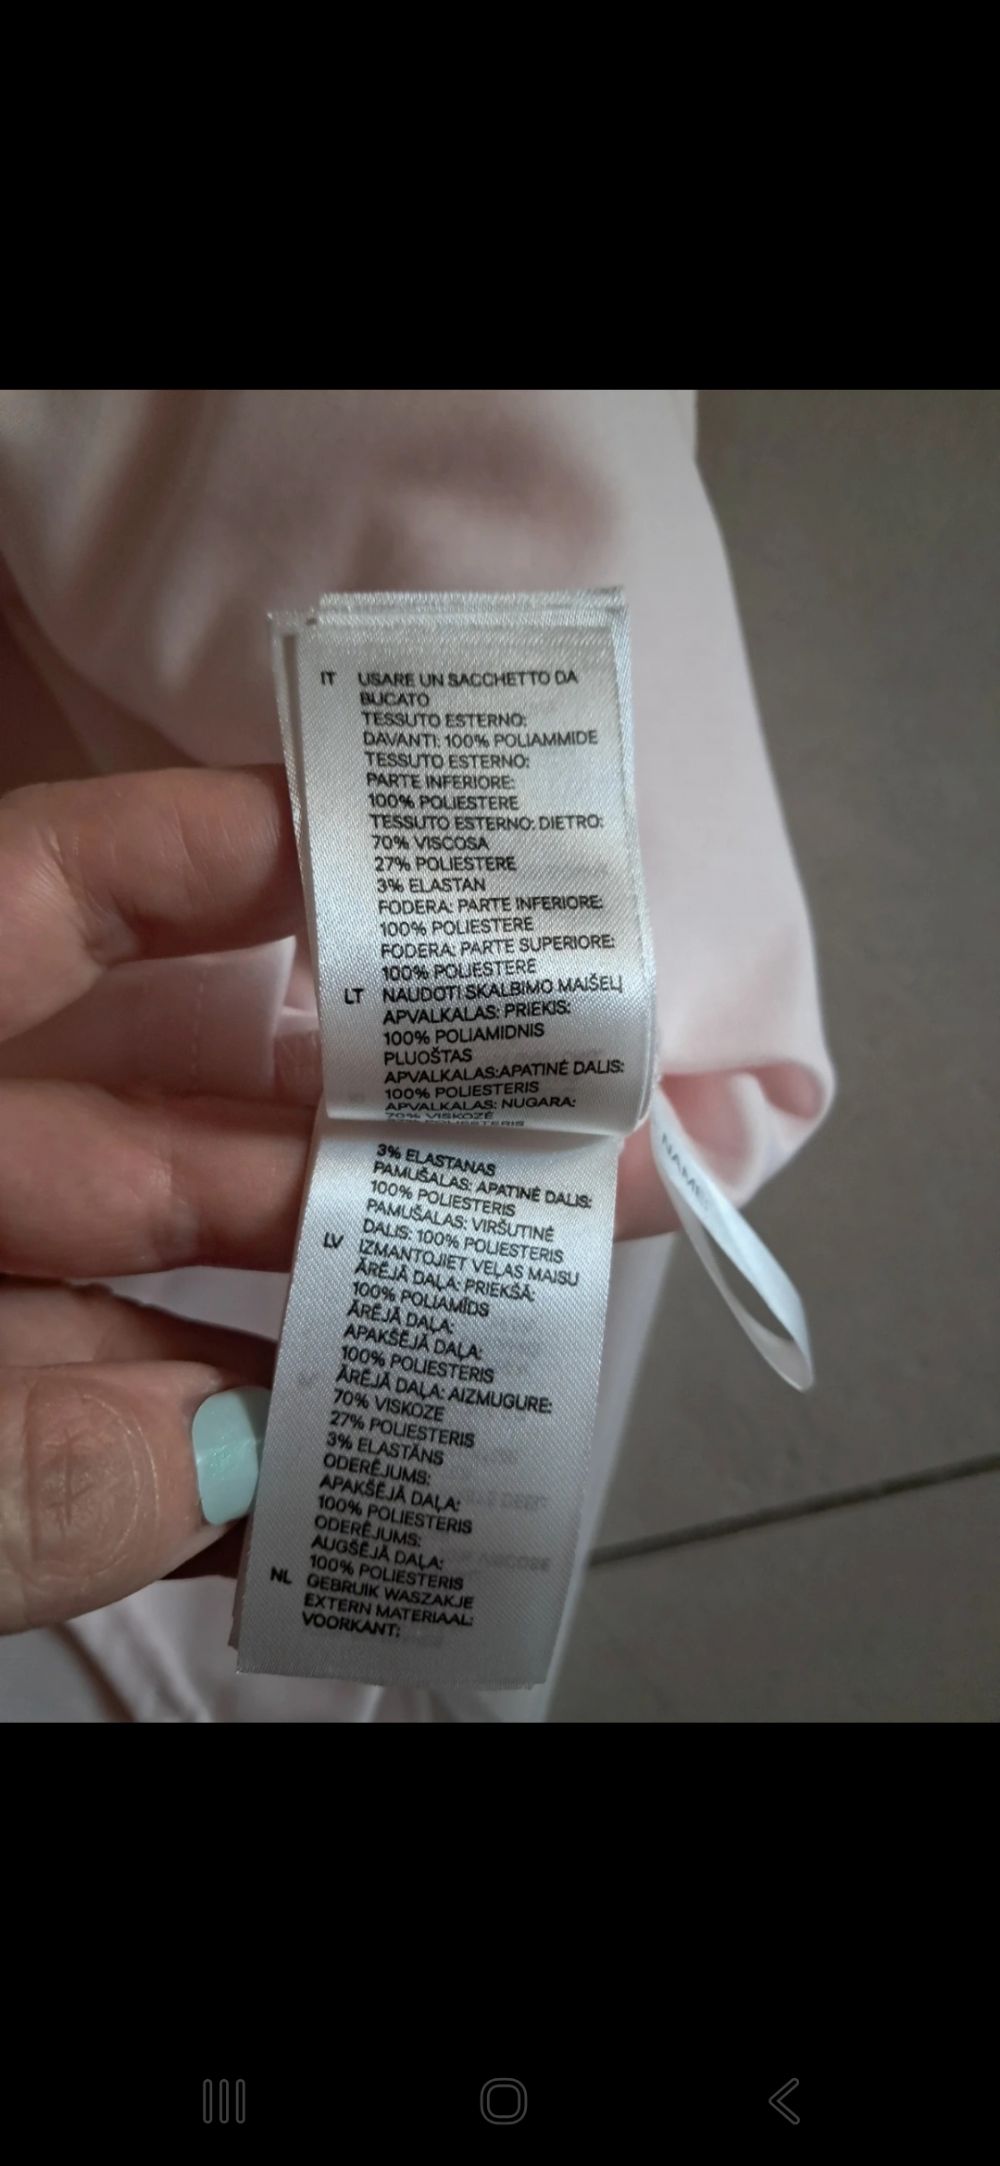 IT USARE UN SACCHETTO DA
BUCATO
TESSUTO ESTERNO:
DAVANTI: 100% POLIAMMIDE
TESSUTO ESTERNO:
PARTE INFERIORE:
100% POLIESTERE
TESSUTO ESTERNO: DIETRO:
70% VISCOSA
27% POLIESTERE
3% ELASTAN
FODERA: PARTE INFERIORE:
100% POLIESTERE
FODERA: PARTE SUPERIORE:
100% POLIESTERE
LT NAUDOTI SKALBIMO MAIŠELĮ
APVALKALAS: PRIEKIS:
100% POLIAMIDNIS
PLUOŠTAS
APVALKALAS:APATINĖ DALIS:
100% POLIESTERIS
APVALKALAS: NUGARA:
70% VISKOZĖ
POLIESTERIS
3% ELASTANAS
PAMUŠALAS: APATINĖ DALIS:
100% POLIESTERIS
PAMUŠALAS: VIRŠUTINĖ
DALIS: 100% POLIESTERIS
LV IZMANTOJIET VEĻAS MAISU
ĀRĒJĀ DAĻA: PRIEKŠĀ:
100% POLIAMĪDS
ĀRĒJĀ DAĻA:
APAKŠĒJĀ DAĻA:
100% POLIESTERIS
ĀRĒJĀ DAĻA: AIZMUGURE:
70% VISKOZE
27% POLIESTERIS
3% ELASTĀNS
ODERĒJUMS:
APAKŠĒJĀ DAĻA:
100% POLIESTERIS
ODERĒJUMS:
AUGŠĒJĀ DAĻA:
100% POLIESTERIS
NL GEBRUIK WASZAKJE
EXTERN MATERIAAL:
VOORKANT:
NAME: